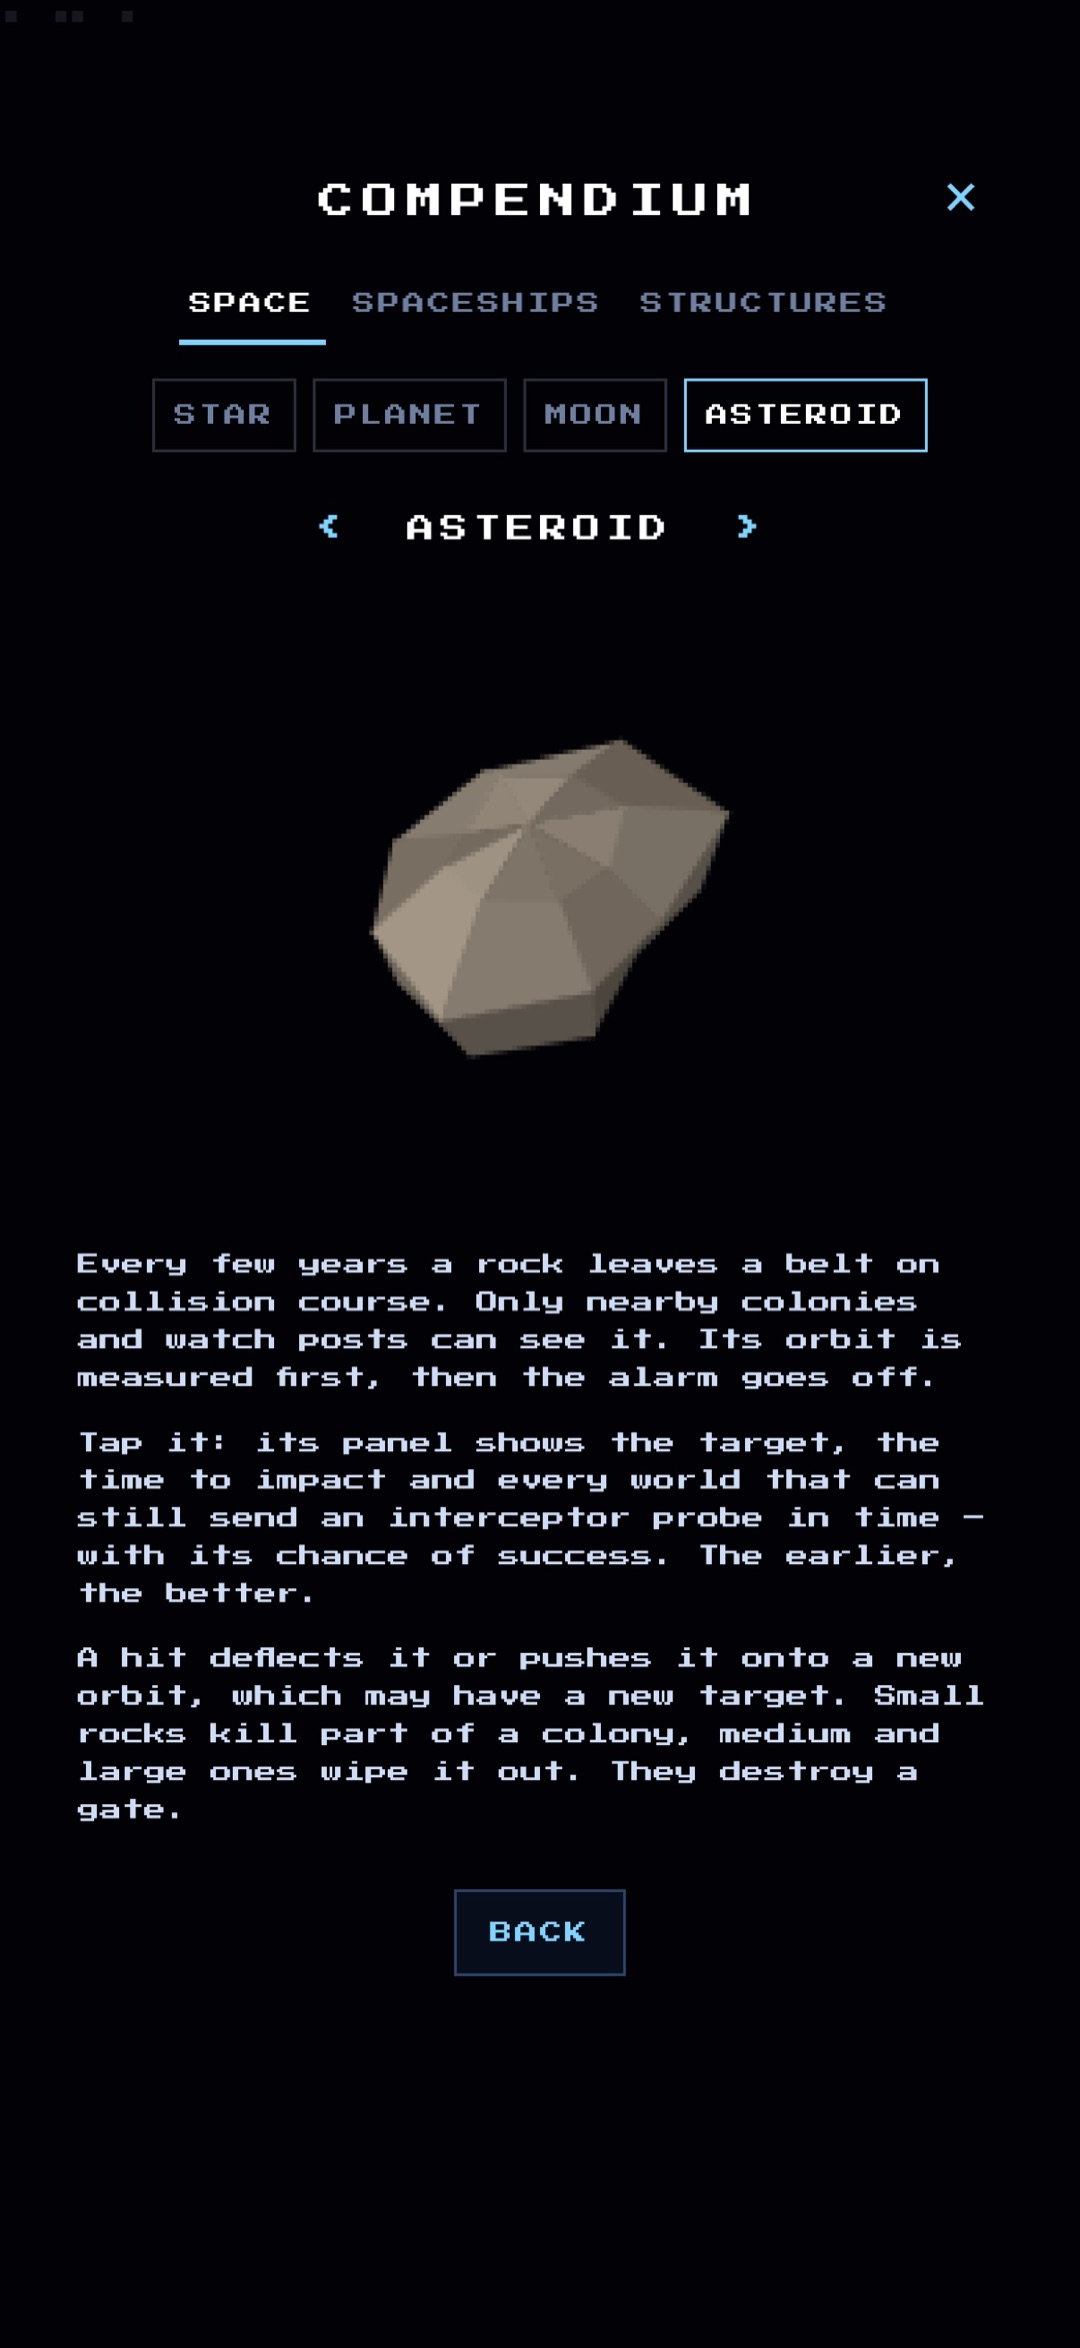 COMPENDIUM ×
SPACE SPACESHIPS STRUCTURES
STAR PLANET MOON ASTEROID
< ASTEROID >
Every few years a rock leaves a belt on
collision course. Only nearby colonies
and watch posts can see it. Its orbit is
measured first, then the alarm goes off.
Tap it: its panel shows the target, the
time to impact and every world that can
still send an interceptor probe in time –
with its chance of success. The earlier,
the better.
A hit deflects it or pushes it onto a new
orbit, which may have a new target. Small
rocks kill part of a colony, medium and
large ones wipe it out. They destroy a
gate.
BACK